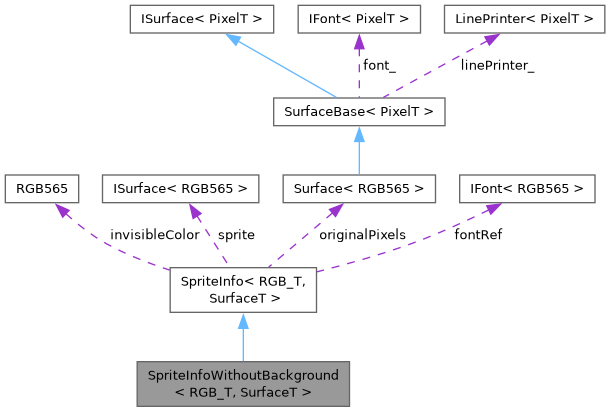 ISurface< PixelT >
IFont< PixelT >
LinePrinter< PixelT >
font_
linePrinter_
SurfaceBase< PixelT >
RGB565
ISurface< RGB565 >
Surface< RGB565 >
IFont< RGB565 >
invisibleColor
sprite
originalPixels
fontRef
SpriteInfo< RGB_T,
SurfaceT >
SpriteInfoWithoutBackground
< RGB_T, SurfaceT >